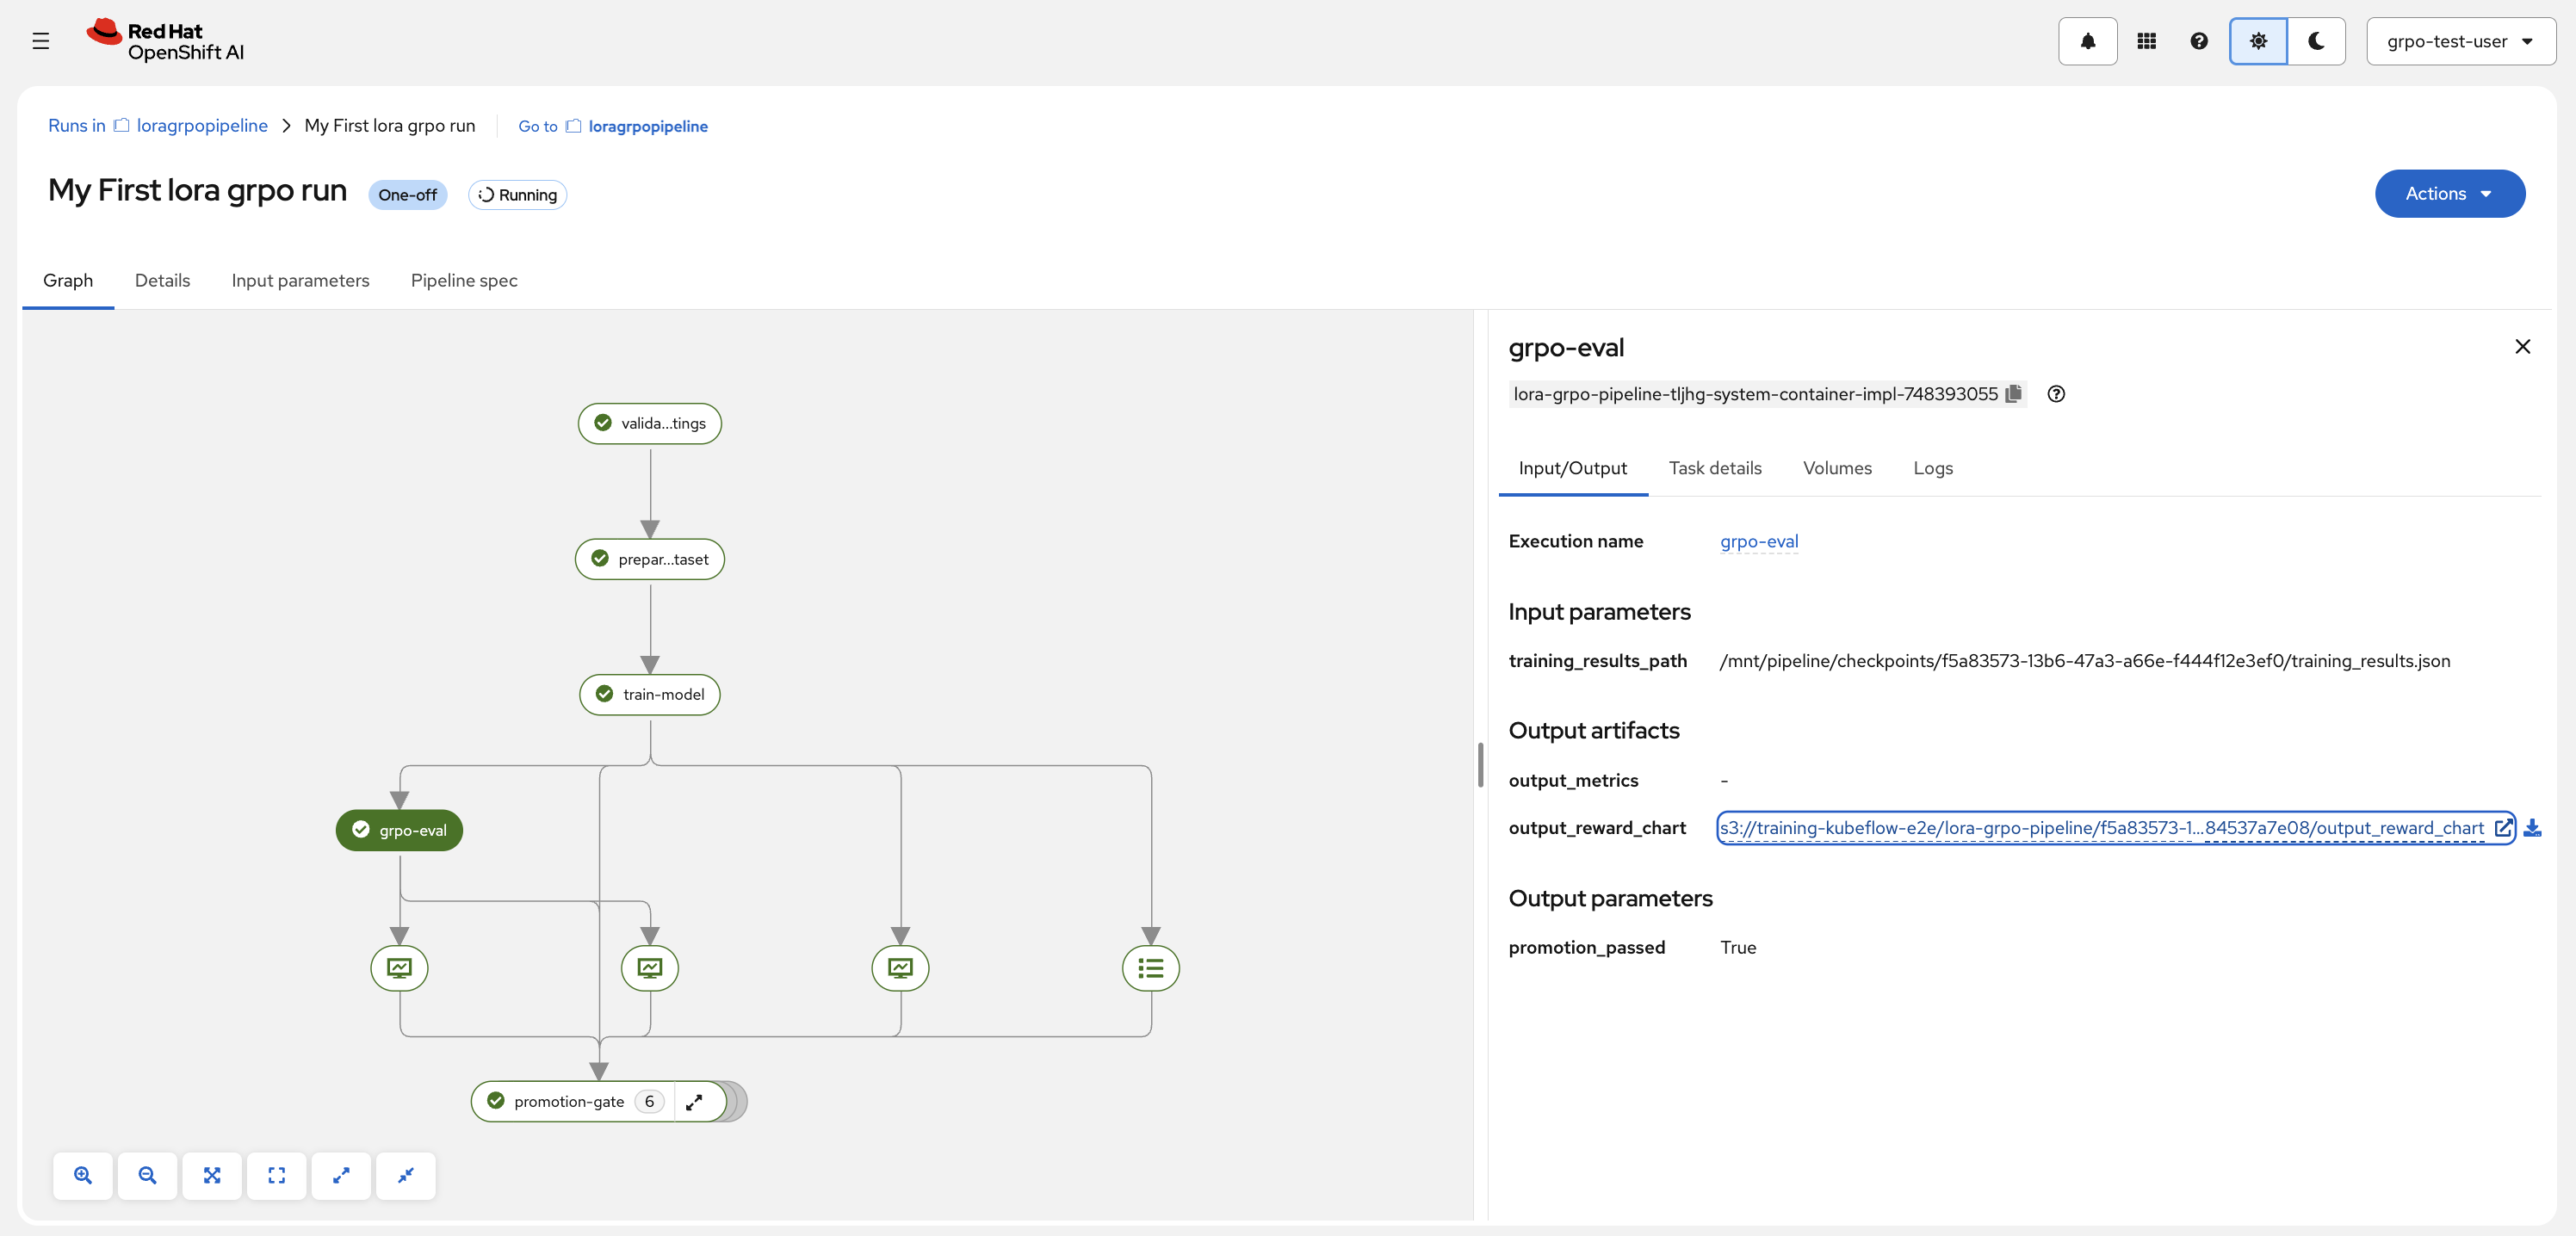 Red Hat
OpenShift AI
grpo-test-user
Runs in loragrpopipeline > My First lora grpo run Go to loragrpopipeline
My First lora grpo run One-off Running
Actions
Graph Details Input parameters Pipeline spec
valida...tings
prepar...taset
train-model
grpo-eval
promotion-gate 6
grpo-eval
lora-grpo-pipeline-tljhg-system-container-impl-748393055
Input/Output Task details Volumes Logs
Execution name grpo-eval
Input parameters
training_results_path /mnt/pipeline/checkpoints/f5a83573-13b6-47a3-a66e-f444f12e3ef0/training_results.json
Output artifacts
output_metrics -
output_reward_chart s3://training-kubeflow-e2e/lora-grpo-pipeline/f5a83573-1...84537a7e08/output_reward_chart
Output parameters
promotion_passed True